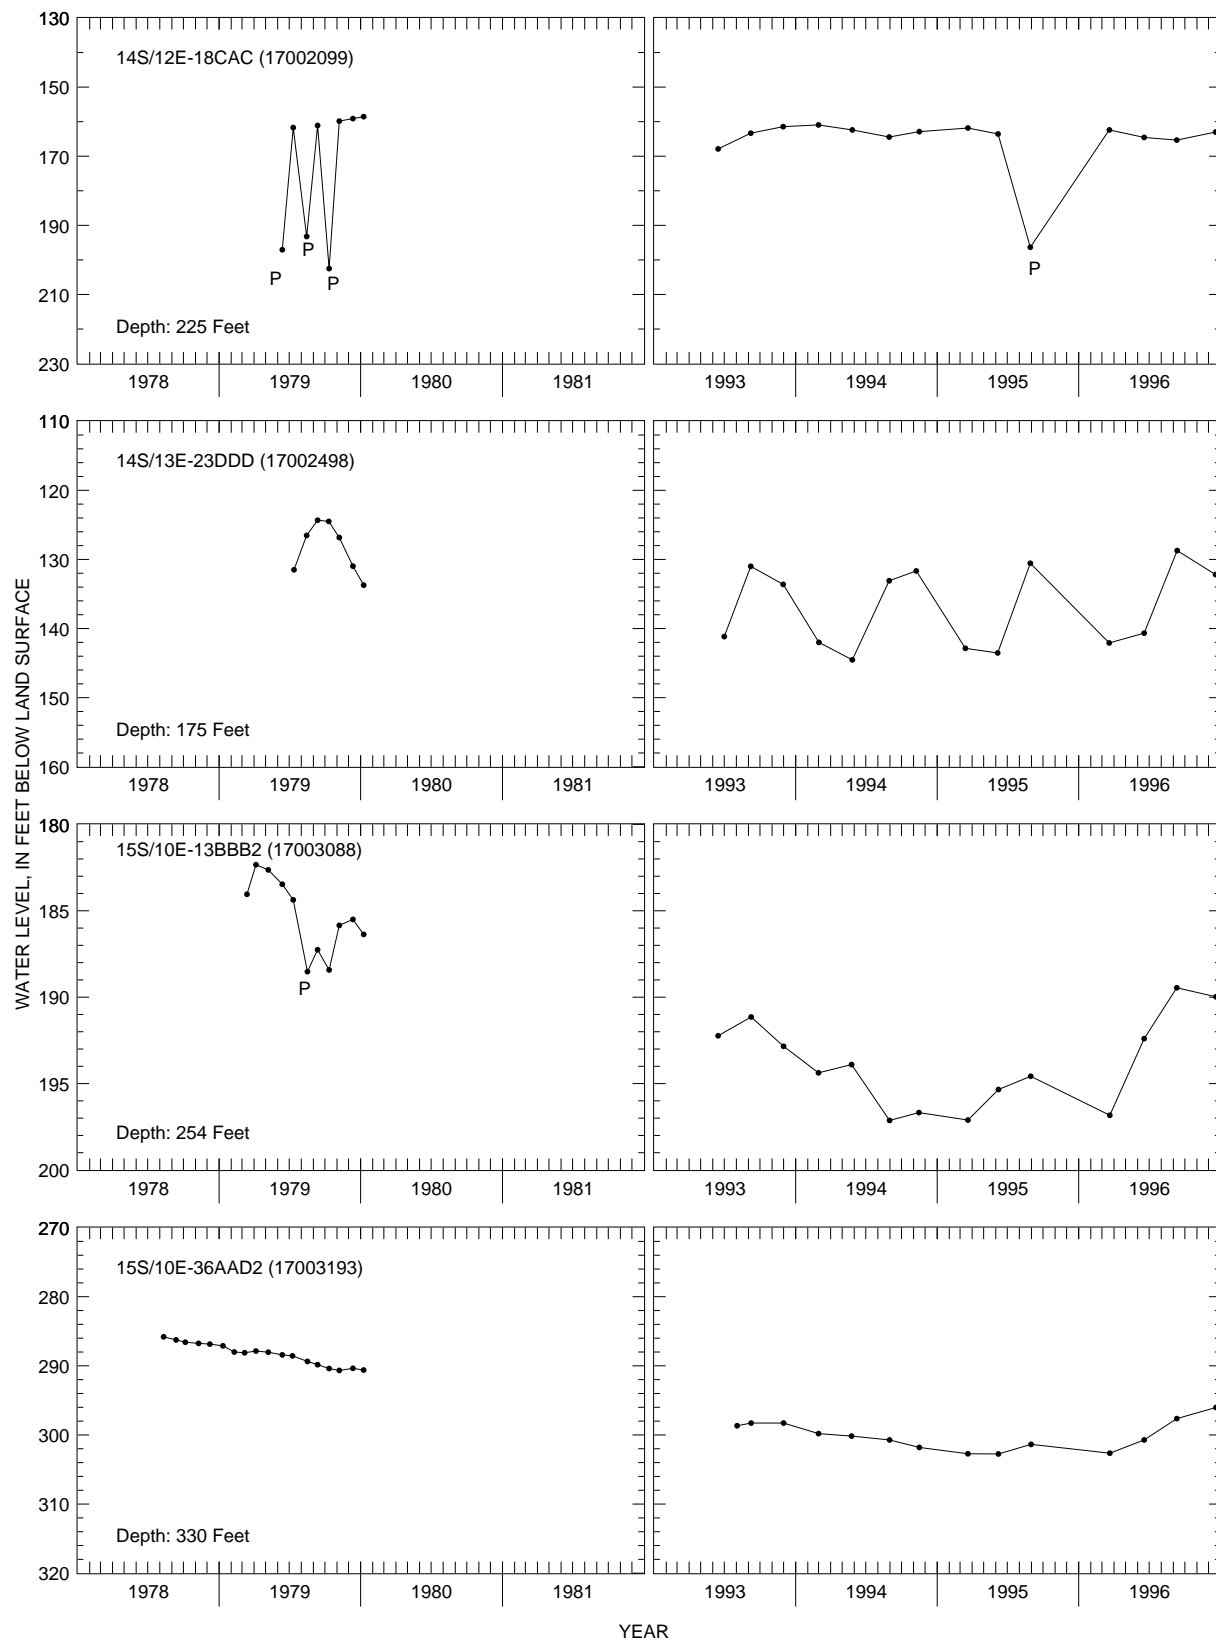 WATER LEVEL, IN FEET BELOW LAND SURFACE
130
150
170
190
210
230
14S/12E-18CAC (17002099)
P
P
P
P
Depth: 225 Feet
1978 1979 1980 1981 1993 1994 1995 1996
110
120
130
140
150
160
14S/13E-23DDD (17002498)
Depth: 175 Feet
1978 1979 1980 1981 1993 1994 1995 1996
180
185
190
195
200
15S/10E-13BBB2 (17003088)
P
Depth: 254 Feet
1978 1979 1980 1981 1993 1994 1995 1996
270
280
290
300
310
320
15S/10E-36AAD2 (17003193)
Depth: 330 Feet
1978 1979 1980 1981 1993 1994 1995 1996
YEAR